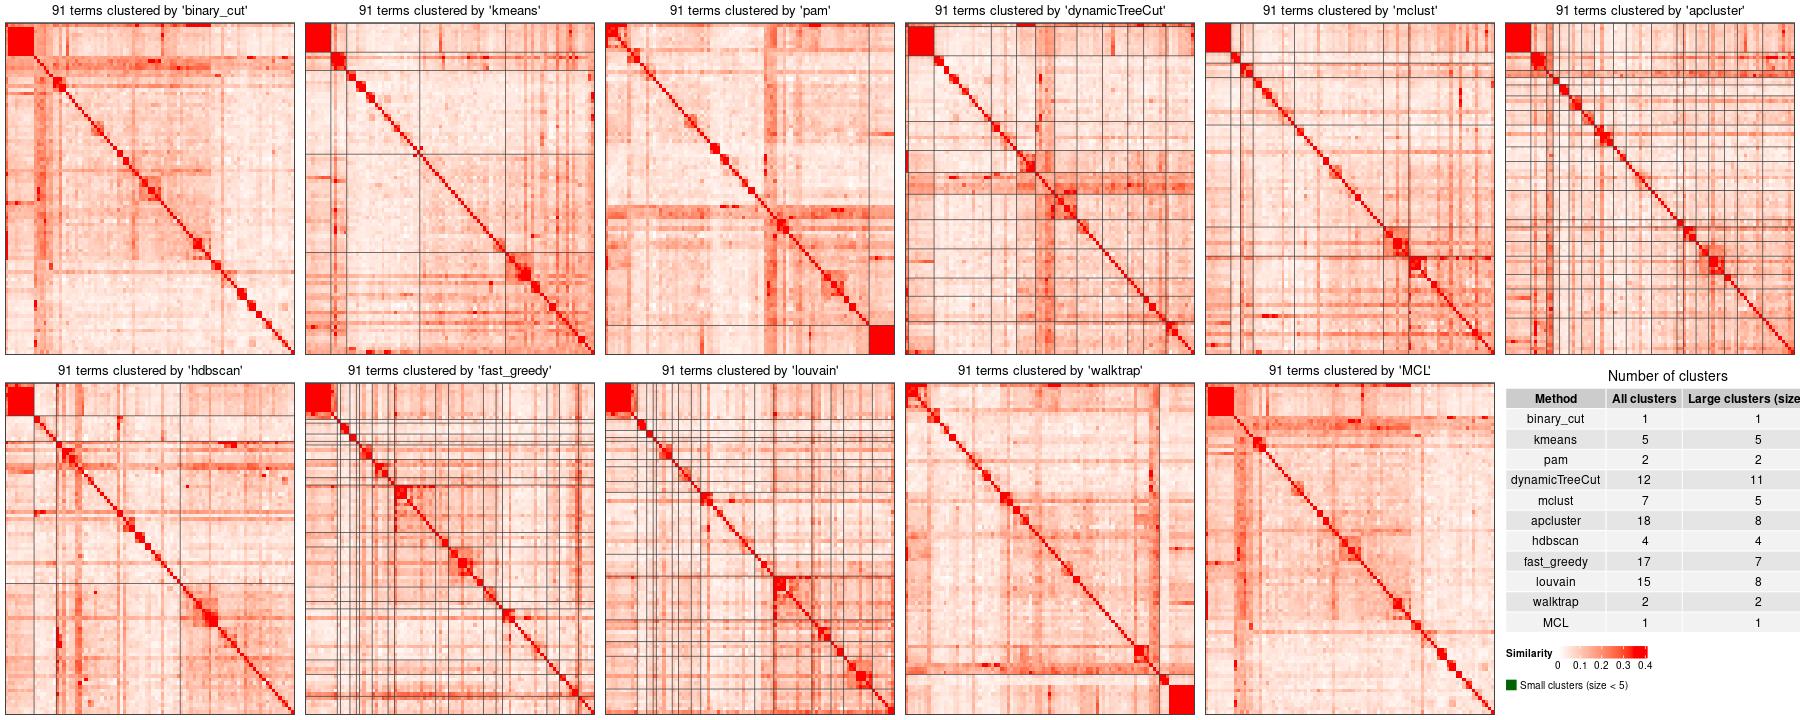 91 terms clustered by 'binary_cut'
91 terms clustered by 'kmeans'
91 terms clustered by 'pam'
91 terms clustered by 'dynamicTreeCut'
91 terms clustered by 'mclust'
91 terms clustered by 'apcluster'
91 terms clustered by 'hdbscan'
91 terms clustered by 'fast_greedy'
91 terms clustered by 'louvain'
91 terms clustered by 'walktrap'
91 terms clustered by 'MCL'
Number of clusters
Method All clusters Large clusters (size
binary_cut 1 1
kmeans 5 5
pam 2 2
dynamicTreeCut 12 11
mclust 7 5
apcluster 18 8
hdbscan 4 4
fast_greedy 17 7
louvain 15 8
walktrap 2 2
MCL 1 1
Similarity
0 0.1 0.2 0.3 0.4
Small clusters (size < 5)